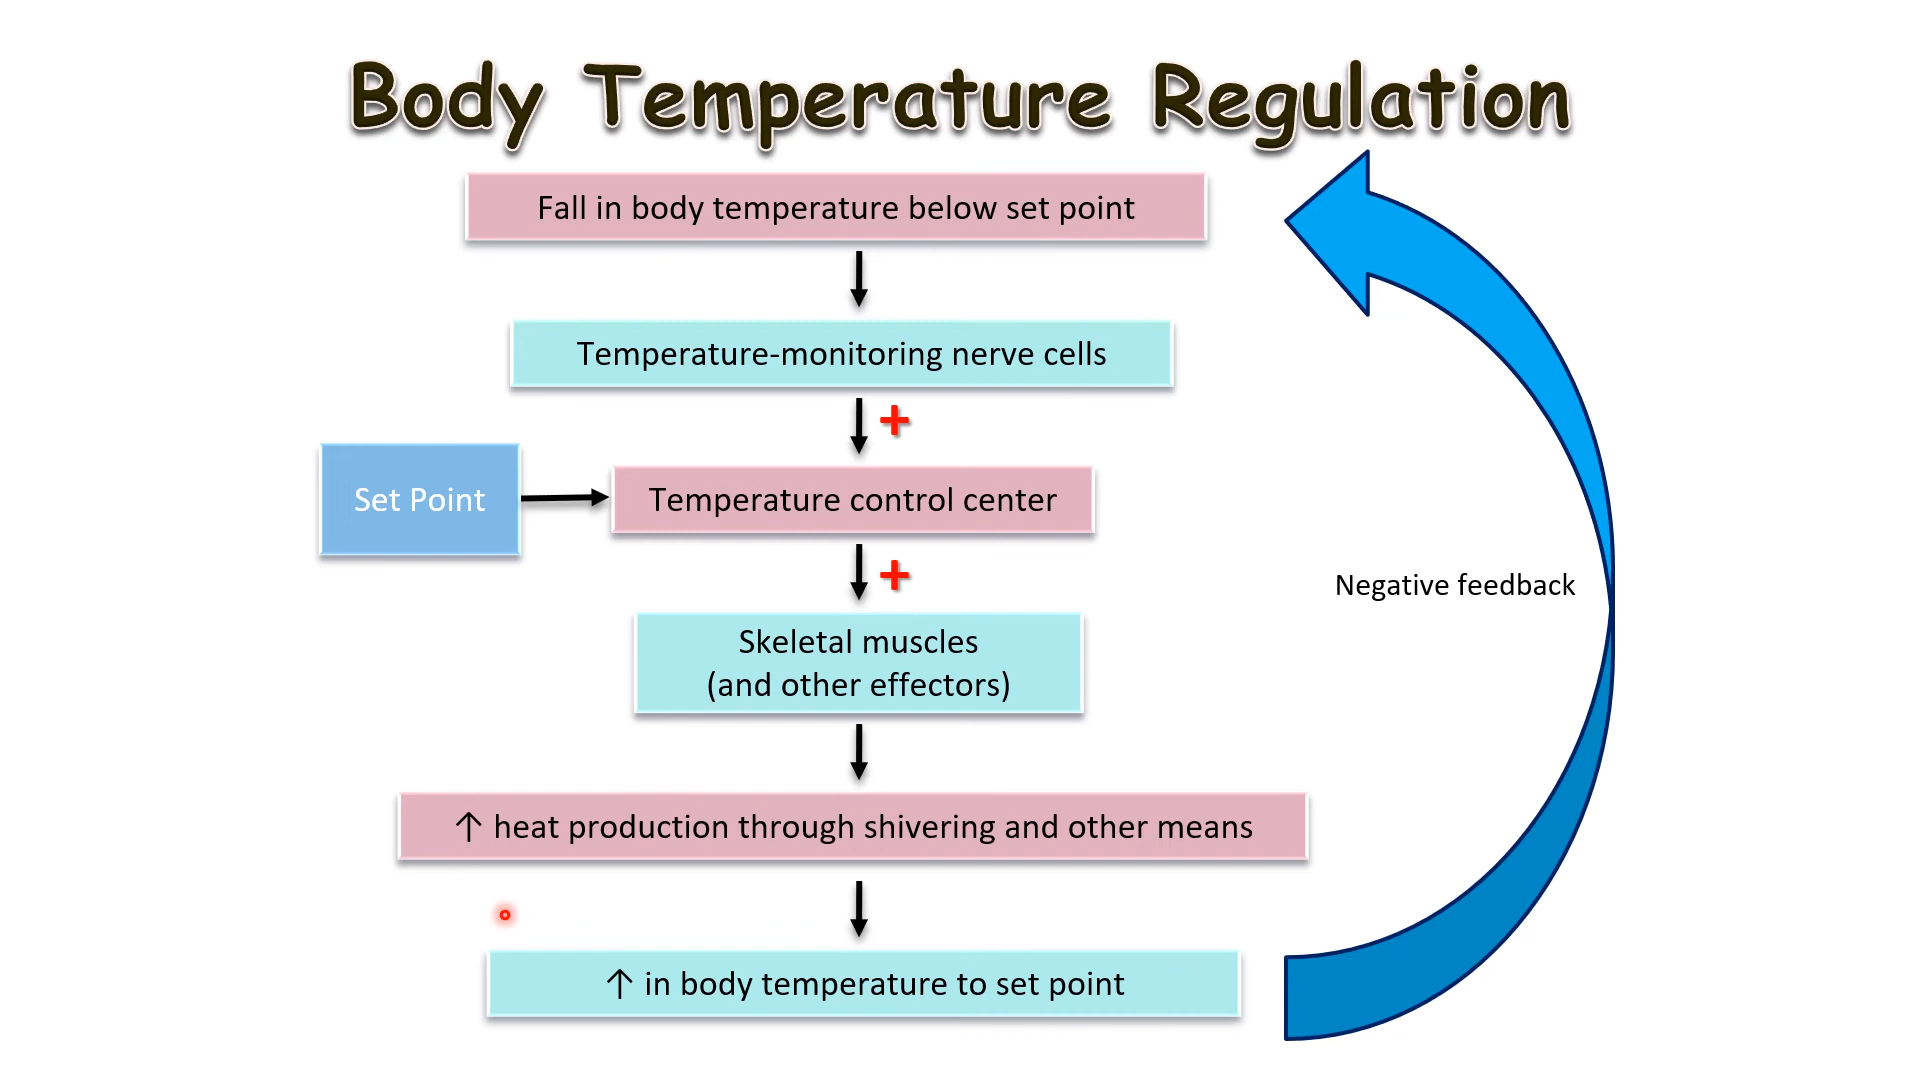 Body Temperature Regulation
Fall in body temperature below set point
Temperature-monitoring nerve cells
+
Set Point
Temperature control center
+
Negative feedback
Skeletal muscles
(and other effectors)
↑ heat production through shivering and other means
↑ in body temperature to set point